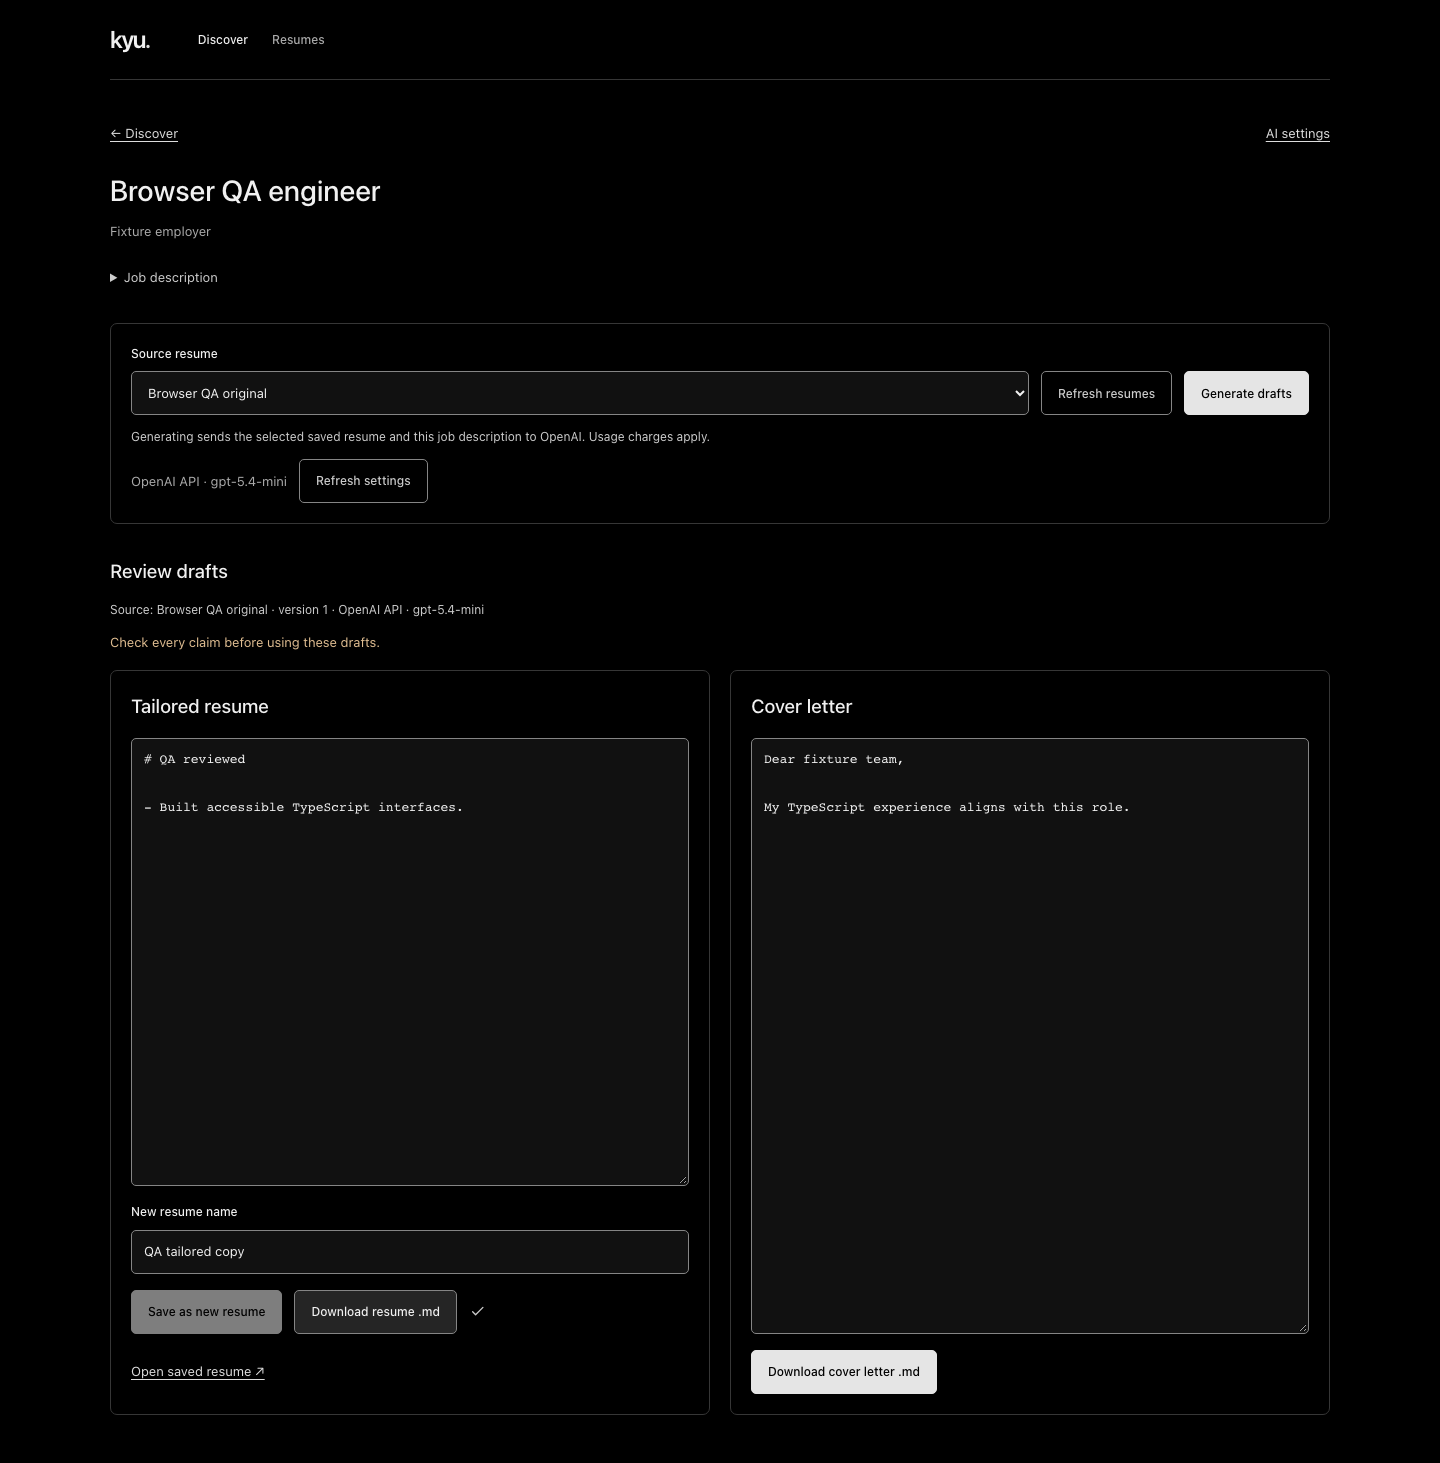 kyu.
Discover
Resumes
← Discover
AI settings
Browser QA engineer
Fixture employer
▶ Job description
Source resume
Browser QA original
Refresh resumes
Generate drafts
Generating sends the selected saved resume and this job description to OpenAI. Usage charges apply.
OpenAI API · gpt-5.4-mini
Refresh settings
Review drafts
Source: Browser QA original · version 1 · OpenAI API · gpt-5.4-mini
Check every claim before using these drafts.
Tailored resume
# QA reviewed
- Built accessible TypeScript interfaces.
New resume name
QA tailored copy
Save as new resume
Download resume .md
✓
Open saved resume ↗
Cover letter
Dear fixture team,
My TypeScript experience aligns with this role.
Download cover letter .md